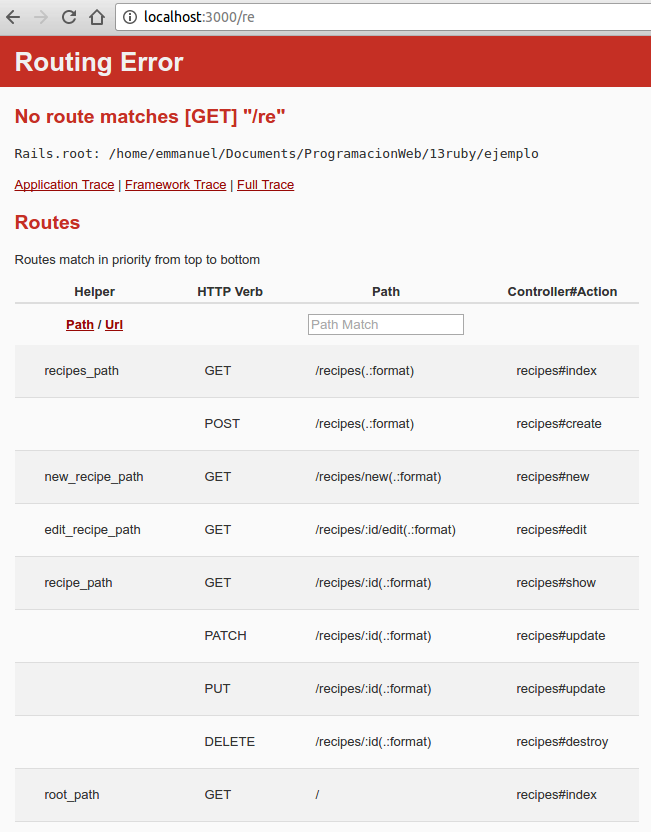 localhost:3000/re
Routing Error
No route matches [GET] "/re"
Rails.root: /home/emmanuel/Documents/ProgramacionWeb/13ruby/ejemplo
Application Trace | Framework Trace | Full Trace
Routes
Routes match in priority from top to bottom
Helper HTTP Verb Path Controller#Action
Path / Url Path Match
recipes_path GET /recipes(.:format) recipes#index
POST /recipes(.:format) recipes#create
new_recipe_path GET /recipes/new(.:format) recipes#new
edit_recipe_path GET /recipes/:id/edit(.:format) recipes#edit
recipe_path GET /recipes/:id(.:format) recipes#show
PATCH /recipes/:id(.:format) recipes#update
PUT /recipes/:id(.:format) recipes#update
DELETE /recipes/:id(.:format) recipes#destroy
root_path GET / recipes#index